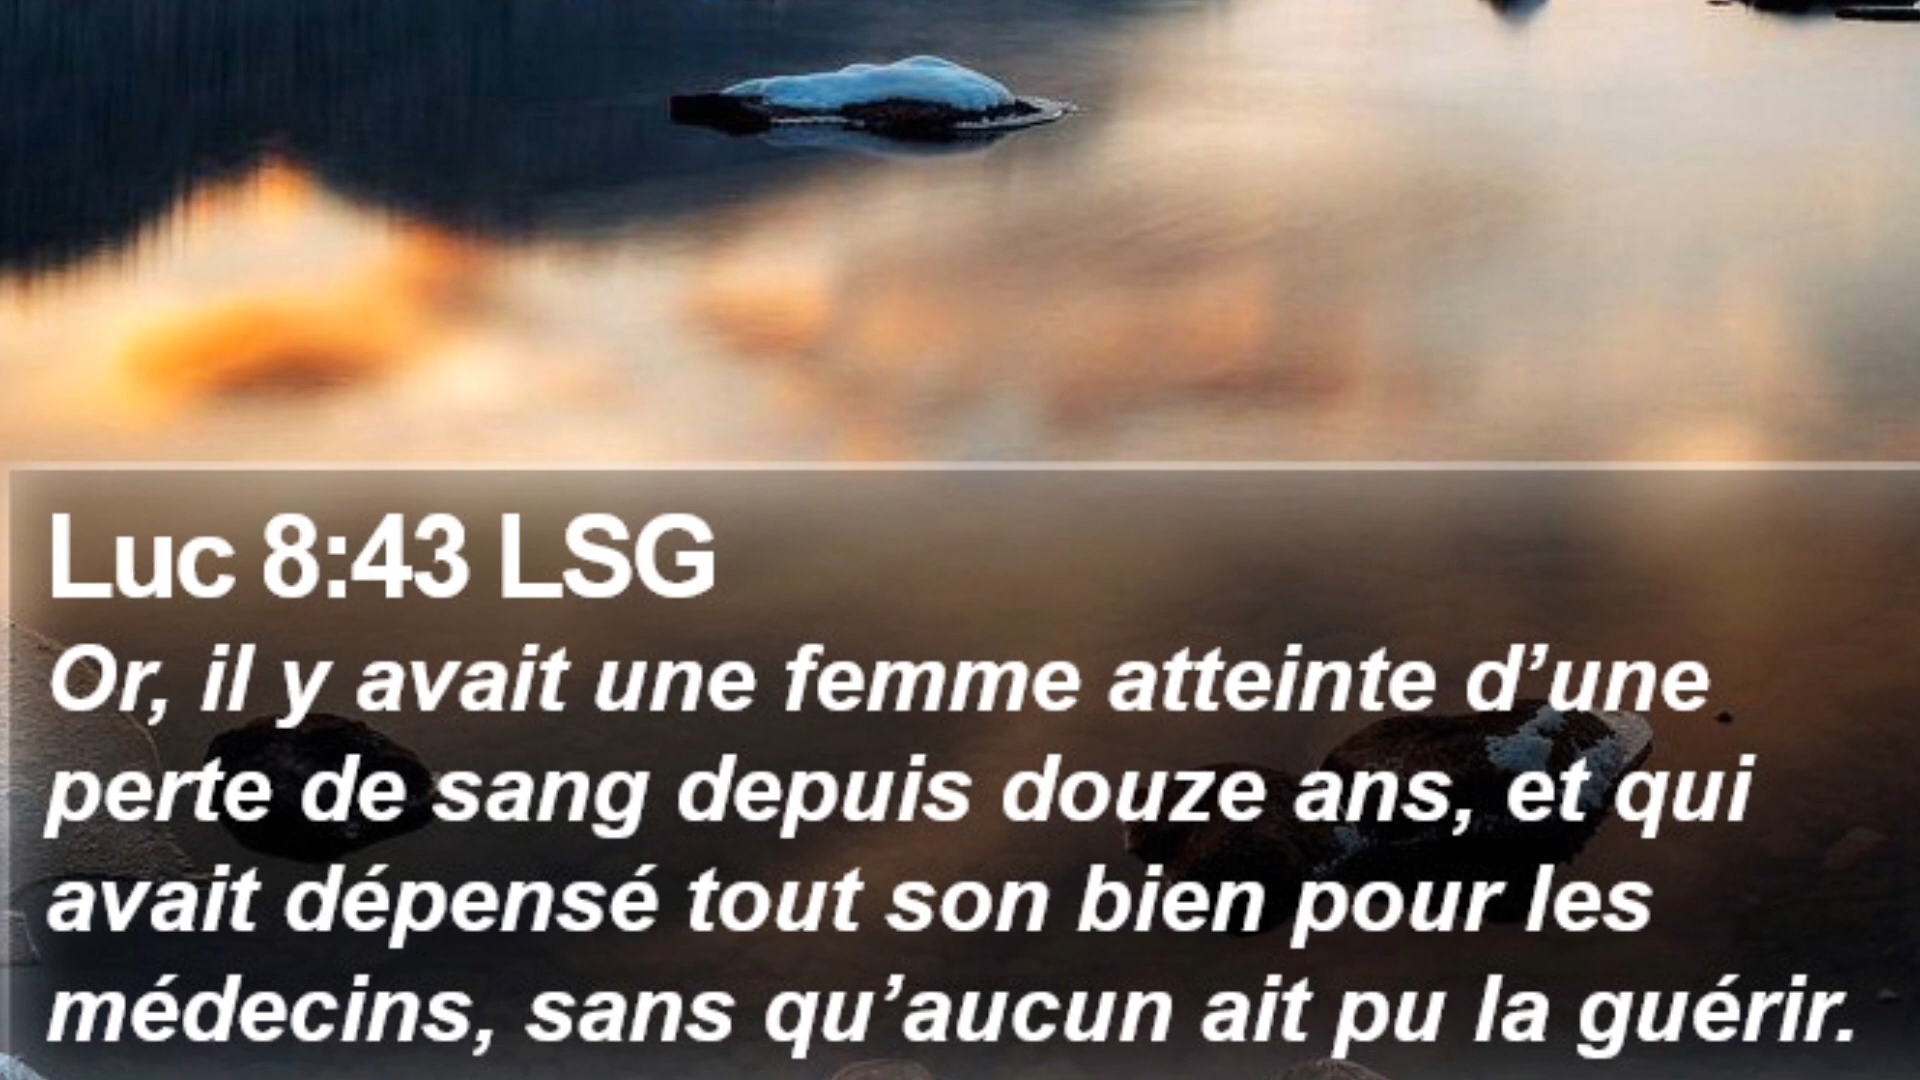 Luc 8:43 LSG
Or, il y avait une femme atteinte d’une
perte de sang depuis douze ans, et qui
avait dépensé tout son bien pour les
médecins, sans qu’aucun ait pu la guérir.